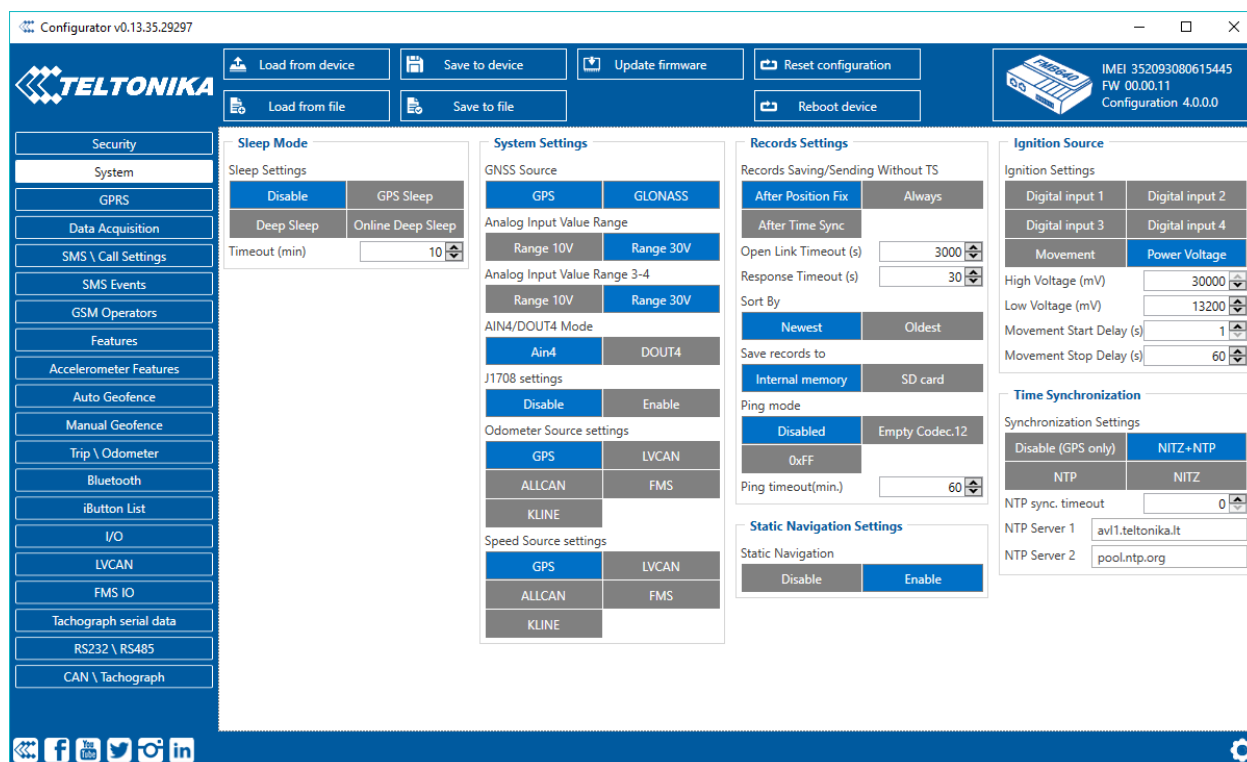 Configurator v0.13.35.29297
TELTONIKA
Load from device
Save to device
Update firmware
Reset configuration
Load from file
Save to file
Reboot device
FMB640
IMEI 352093080615445
FW 00.00.11
Configuration 4.0.0.0
Security
System
GPRS
Data Acquisition
SMS \ Call Settings
SMS Events
GSM Operators
Features
Accelerometer Features
Auto Geofence
Manual Geofence
Trip \ Odometer
Bluetooth
iButton List
I/O
LVCAN
FMS IO
Tachograph serial data
RS232 \ RS485
CAN \ Tachograph
Sleep Mode
Sleep Settings
Disable GPS Sleep
Deep Sleep Online Deep Sleep
Timeout (min) 10
System Settings
GNSS Source
GPS GLONASS
Analog Input Value Range
Range 10V Range 30V
Analog Input Value Range 3-4
Range 10V Range 30V
AIN4/DOUT4 Mode
Ain4 DOUT4
J1708 settings
Disable Enable
Odometer Source settings
GPS LVCAN
ALLCAN FMS
KLINE
Speed Source settings
GPS LVCAN
ALLCAN FMS
KLINE
Records Settings
Records Saving/Sending Without TS
After Position Fix Always
After Time Sync
Open Link Timeout (s) 3000
Response Timeout (s) 30
Sort By
Newest Oldest
Save records to
Internal memory SD card
Ping mode
Disabled Empty Codec.12
0xFF
Ping timeout(min.) 60
Static Navigation Settings
Static Navigation
Disable Enable
Ignition Source
Ignition Settings
Digital input 1 Digital input 2
Digital input 3 Digital input 4
Movement Power Voltage
High Voltage (mV) 30000
Low Voltage (mV) 13200
Movement Start Delay (s) 1
Movement Stop Delay (s) 60
Time Synchronization
Synchronization Settings
Disable (GPS only) NITZ+NTP
NTP NITZ
NTP sync. timeout 0
NTP Server 1 avl1.teltonika.lt
NTP Server 2 pool.ntp.org
You Tube
in